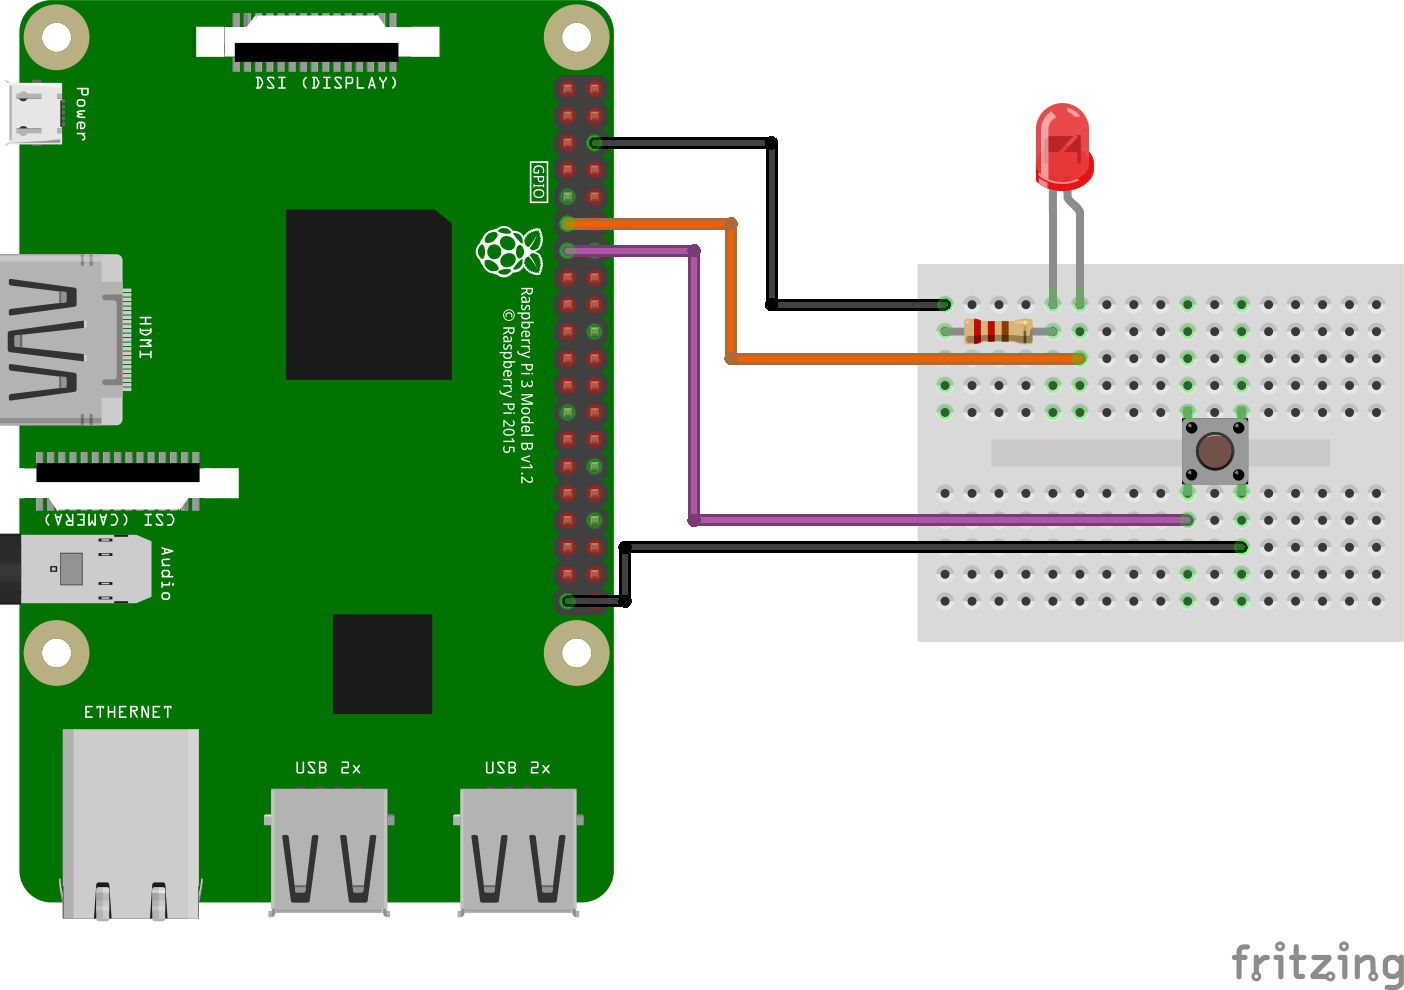 DSI (DISPLAY)
Power
GPIO
HDMI
Raspberry Pi 3 Model B v1.2
© Raspberry Pi 2015
CSI (CAMERA)
Audio
ETHERNET
USB 2x
USB 2x
fritzing